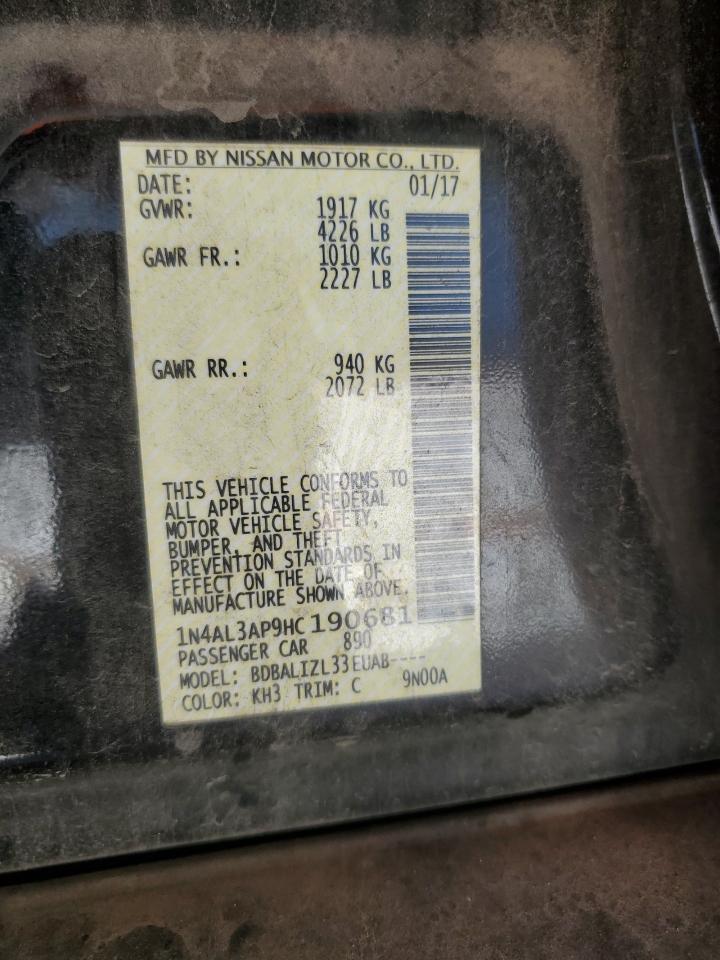 MFD BY NISSAN MOTOR CO., LTD.
DATE: 01/17
GVWR: 1917 KG
4226 LB
GAWR FR.: 1010 KG
2227 LB
GAWR RR.: 940 KG
2072 LB
THIS VEHICLE CONFORMS TO
ALL APPLICABLE FEDERAL
MOTOR VEHICLE SAFETY,
BUMPER, AND THEFT
PREVENTION STANDARDS IN
EFFECT ON THE DATE OF
MANUFACTURE SHOWN ABOVE.
1N4AL3AP9HC190681
PASSENGER CAR 890
MODEL: BDBALIZL33EUAB----
COLOR: KH3 TRIM: C 9N00A